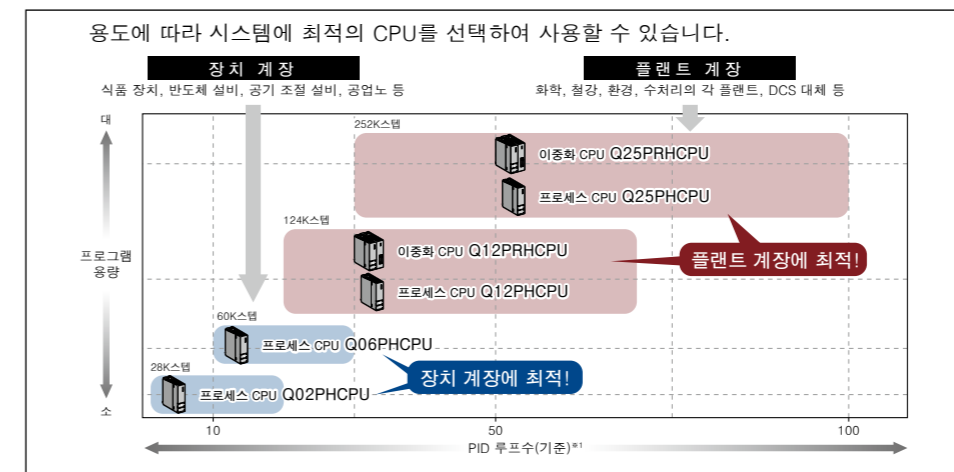 용도에 따라 시스템에 최적의 CPU를 선택하여 사용할 수 있습니다.
장치 계장
식품 장치, 반도체 설비, 공기 조절 설비, 공업노 등
플랜트 계장
화학, 철강, 환경, 수처리의 각 플랜트, DCS 대체 등
대
프로그램
용량
소
252K스텝
이중화 CPU Q25PRHCPU
프로세스 CPU Q25PHCPU
124K스텝
이중화 CPU Q12PRHCPU
프로세스 CPU Q12PHCPU
플랜트 계장에 최적!
60K스텝
프로세스 CPU Q06PHCPU
28K스텝
프로세스 CPU Q02PHCPU
장치 계장에 최적!
10
50
100
PID 루프수(기준)※1